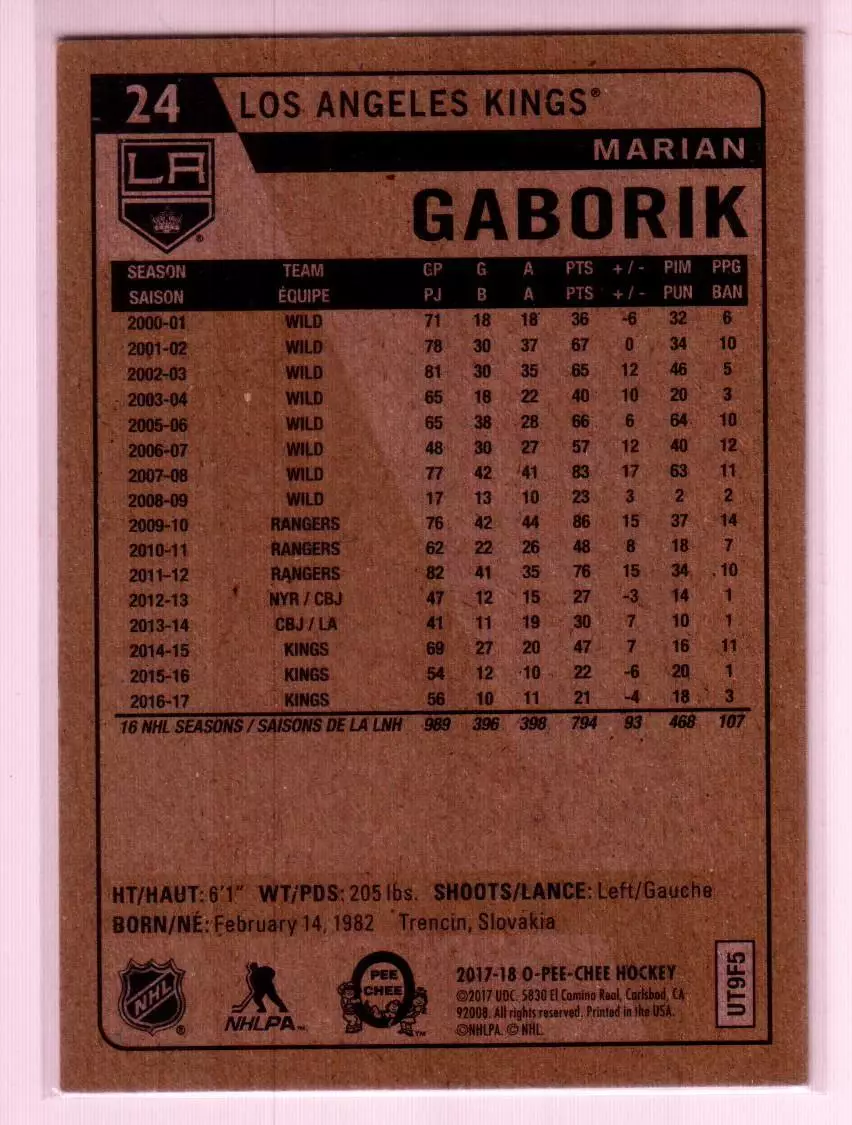 24 LOS ANGELES KINGS®
LA
MARIAN
GABORIK
SEASON TEAM GP G A PTS +/- PIM PPG
SAISON ÉQUIPE PJ B A PTS +/- PUN BAN
2000-01 WILD 71 18 18 36 -6 32 6
2001-02 WILD 78 30 37 67 0 34 10
2002-03 WILD 81 30 35 65 12 46 5
2003-04 WILD 65 18 22 40 10 20 3
2005-06 WILD 65 38 28 66 6 64 10
2006-07 WILD 48 30 27 57 12 40 12
2007-08 WILD 77 42 41 83 17 63 11
2008-09 WILD 17 13 10 23 3 2 2
2009-10 RANGERS 76 42 44 86 15 37 14
2010-11 RANGERS 62 22 26 48 8 18 7
2011-12 RANGERS 82 41 35 76 15 34 10
2012-13 NYR / CBJ 47 12 15 27 -3 14 1
2013-14 CBJ / LA 41 11 19 30 7 10 1
2014-15 KINGS 69 27 20 47 7 16 11
2015-16 KINGS 54 12 10 22 -6 20 1
2016-17 KINGS 56 10 11 21 -4 18 3
16 NHL SEASONS / SAISONS DE LA LNH 989 396 398 794 93 468 107
HT/HAUT: 6'1" WT/PDS: 205 lbs. SHOOTS/LANCE: Left/Gauche
BORN/NÉ: February 14, 1982 Trencin, Slovakia
NHL ®
NHLPA™
O PEE CHEE ™
2017-18 O-PEE-CHEE HOCKEY
©2017 UDC. 5830 El Camino Real, Carlsbad, CA
92008. All rights reserved. Printed in the USA.
©NHLPA. © NHL.
UT9F5